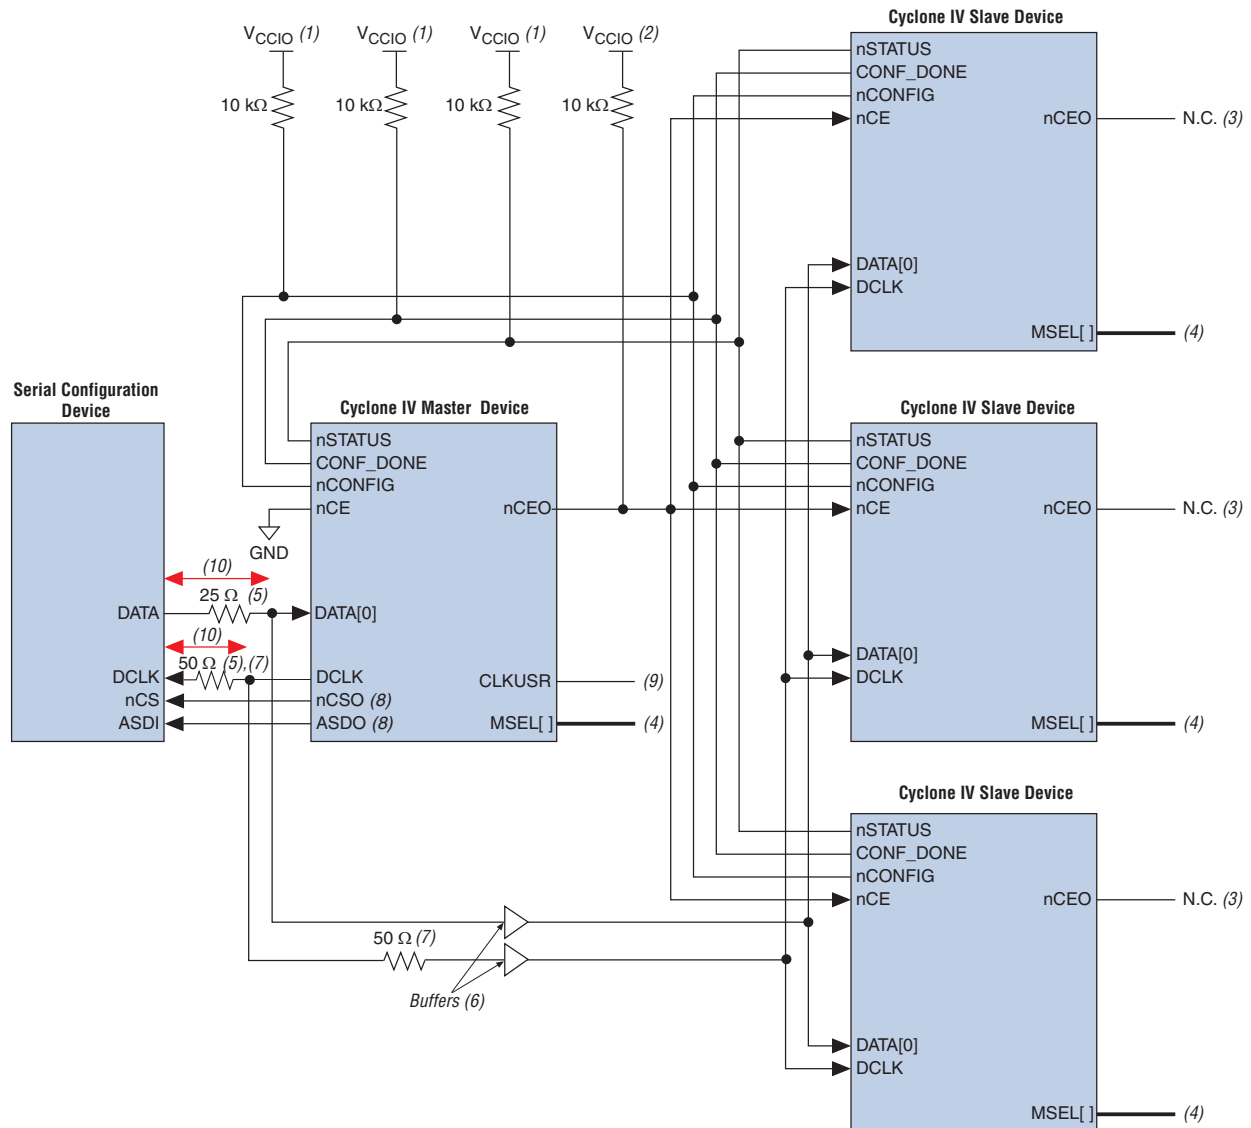 Cyclone IV Slave Device
VCCIO (1)
VCCIO (1)
VCCIO (1)
VCCIO (2)
10 kΩ
10 kΩ
10 kΩ
10 kΩ
nSTATUS
CONF_DONE
nCONFIG
nCE
nCEO
N.C. (3)
DATA[0]
DCLK
MSEL[ ]
(4)
Serial Configuration
Device
DATA
DCLK
nCS
ASDI
Cyclone IV Master Device
nSTATUS
CONF_DONE
nCONFIG
nCE
nCEO
GND
(10)
25 Ω (5)
DATA[0]
(10)
50 Ω (5),(7)
DCLK
nCSO (8)
ASDO (8)
CLKUSR
(9)
MSEL[ ]
(4)
Cyclone IV Slave Device
nSTATUS
CONF_DONE
nCONFIG
nCE
nCEO
N.C. (3)
DATA[0]
DCLK
MSEL[ ]
(4)
Cyclone IV Slave Device
nSTATUS
CONF_DONE
nCONFIG
nCE
nCEO
N.C. (3)
50 Ω (7)
Buffers (6)
DATA[0]
DCLK
MSEL[ ]
(4)